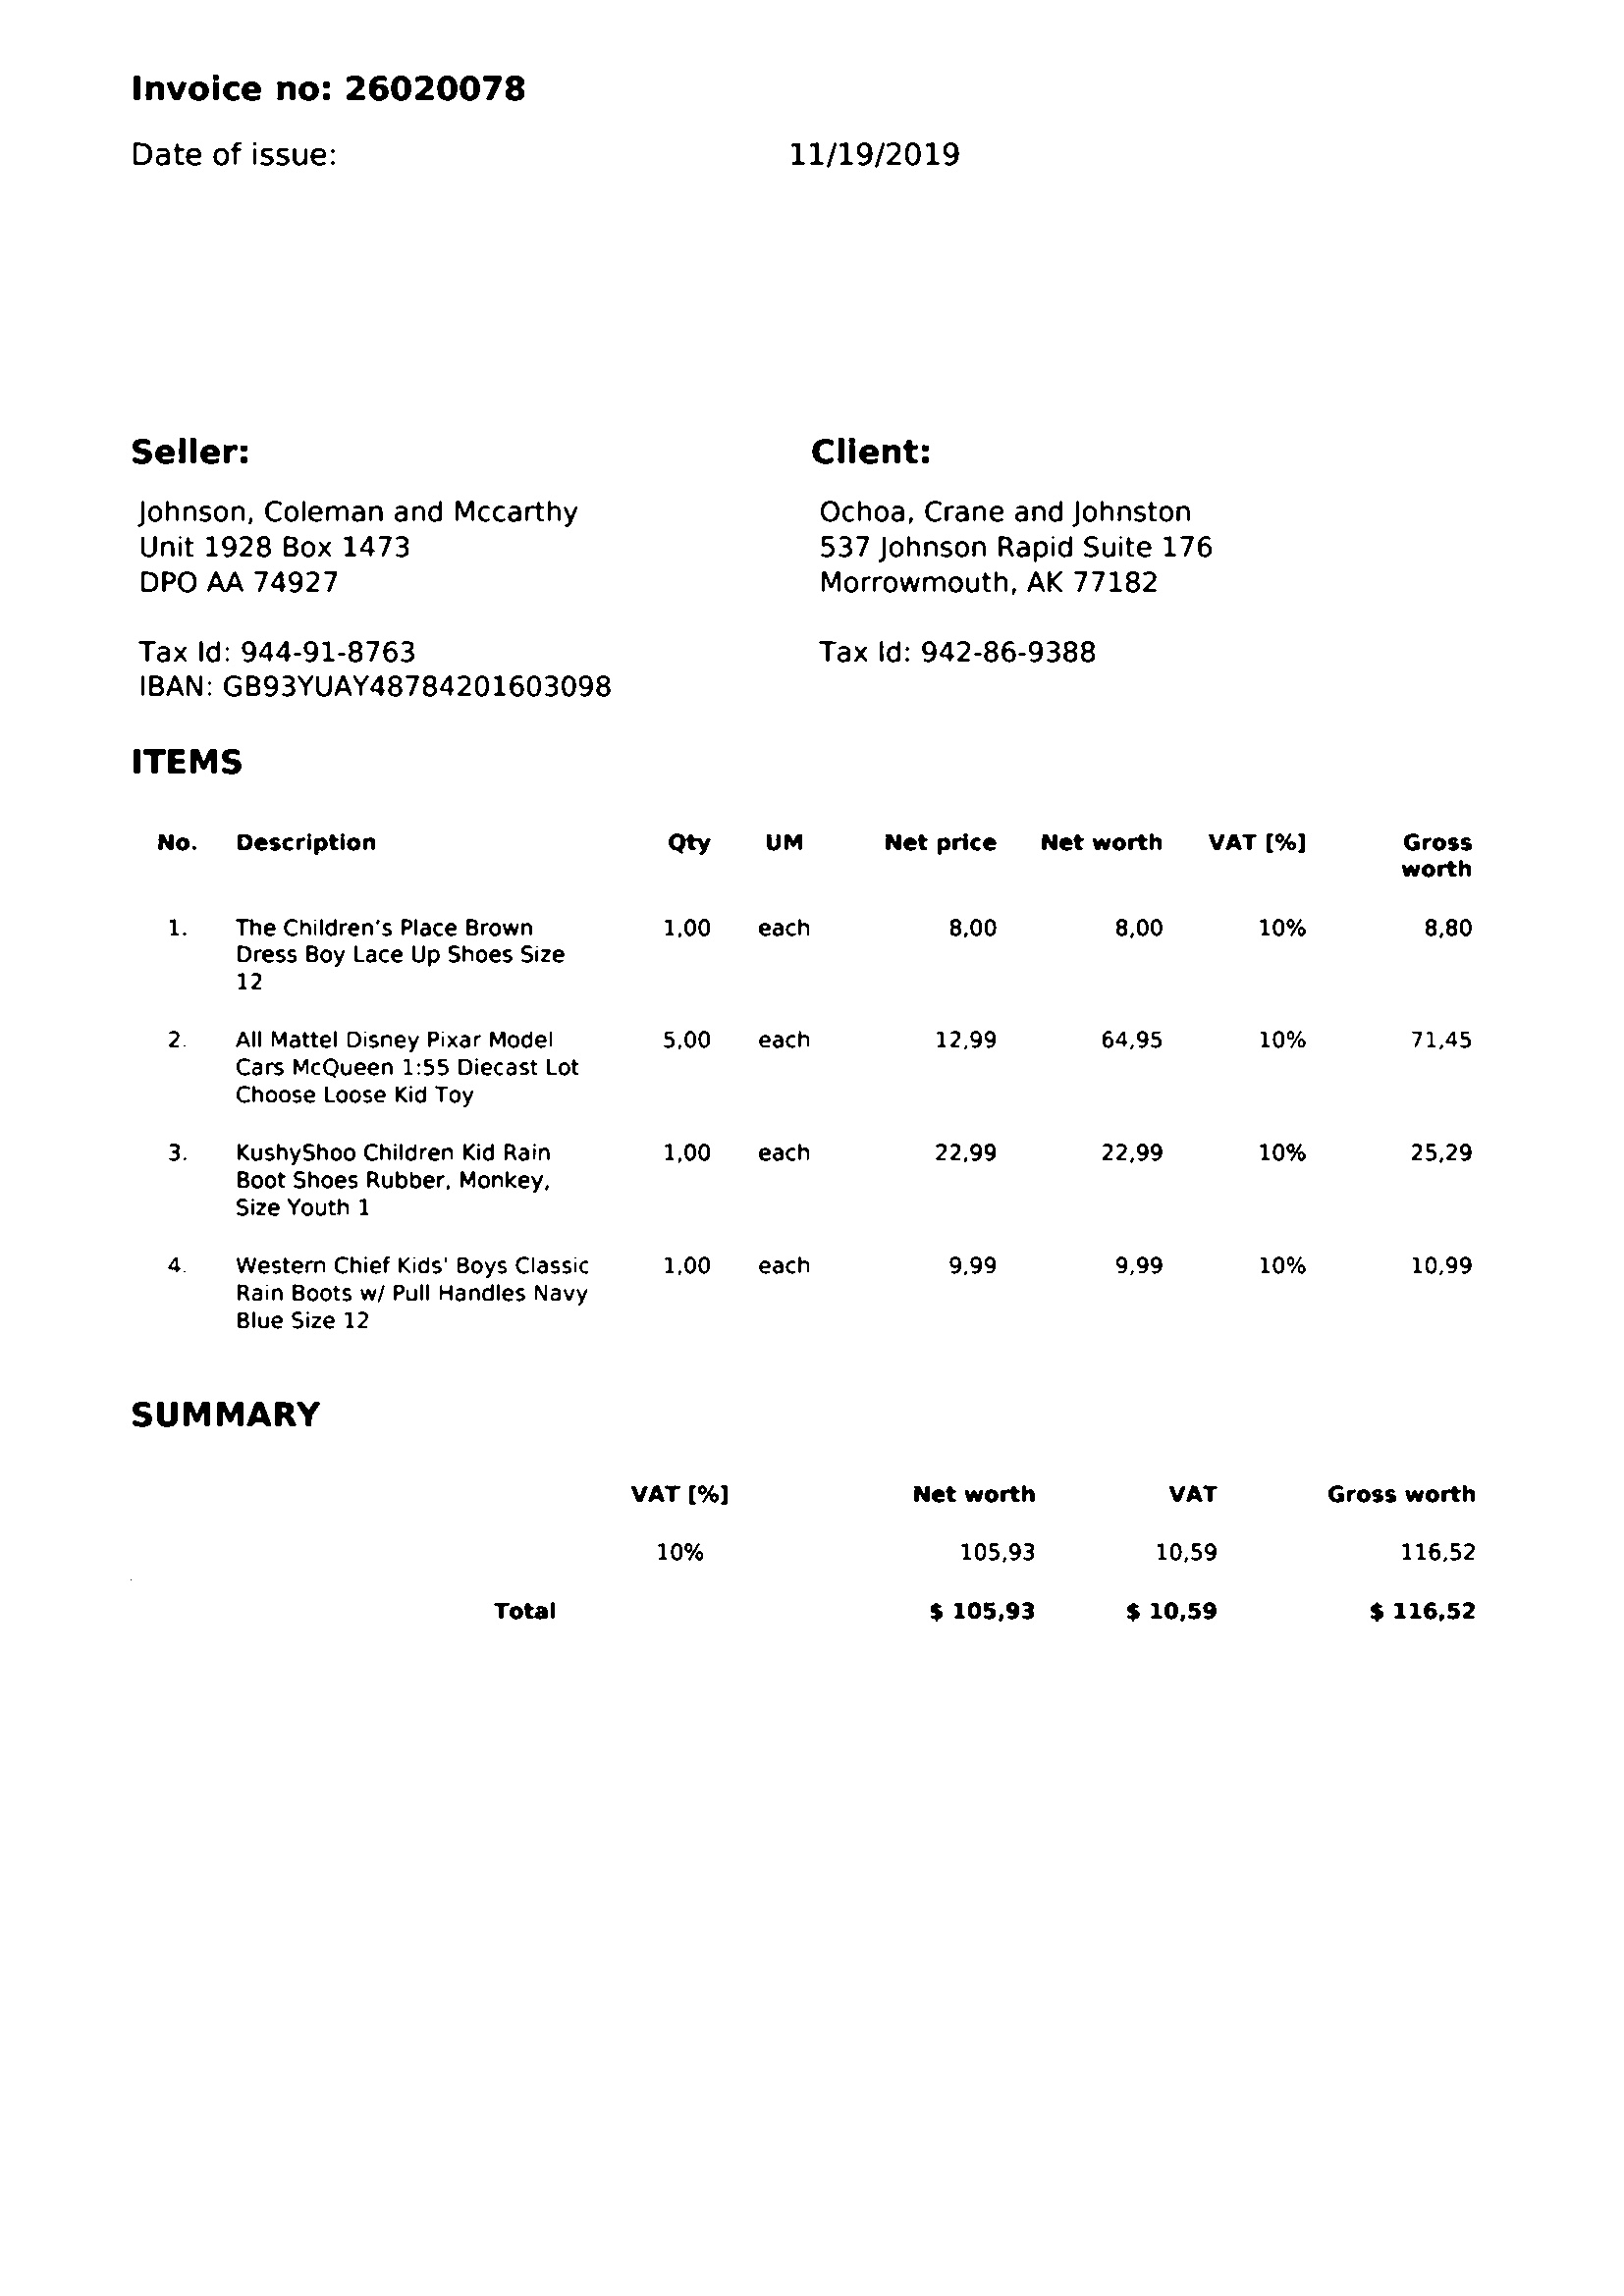 Invoice no: 26020078
Date of issue: 11/19/2019
Seller:
Johnson, Coleman and Mccarthy
Unit 1928 Box 1473
DPO AA 74927
Tax Id: 944-91-8763
IBAN: GB93YUAY48784201603098
Client:
Ochoa, Crane and Johnston
537 Johnson Rapid Suite 176
Morrowmouth, AK 77182
Tax Id: 942-86-9388
ITEMS
No. Description Qty UM Net price Net worth VAT [%] Gross
worth
1. The Children's Place Brown 1,00 each 8,00 8,00 10% 8,80
Dress Boy Lace Up Shoes Size
12
2. All Mattel Disney Pixar Model 5,00 each 12,99 64,95 10% 71,45
Cars McQueen 1:55 Diecast Lot
Choose Loose Kid Toy
3. KushyShoo Children Kid Rain 1,00 each 22,99 22,99 10% 25,29
Boot Shoes Rubber, Monkey,
Size Youth 1
4. Western Chief Kids' Boys Classic 1,00 each 9,99 9,99 10% 10,99
Rain Boots w/ Pull Handles Navy
Blue Size 12
SUMMARY
VAT [%] Net worth VAT Gross worth
10% 105,93 10,59 116,52
Total $ 105,93 $ 10,59 $ 116,52